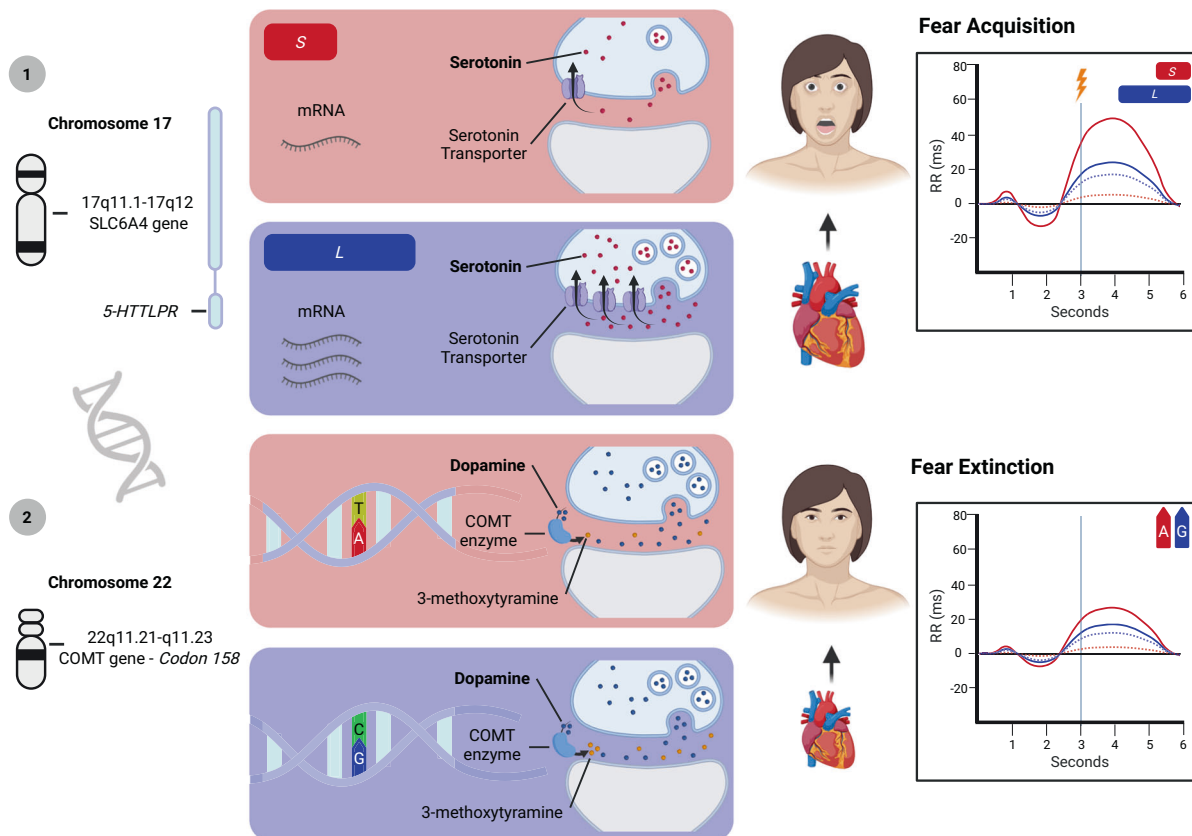 1
Chromosome 17
17q11.1-17q12
SLC6A4 gene
5-HTTLPR
S
mRNA
Serotonin
Serotonin
Transporter
L
mRNA
Serotonin
Serotonin
Transporter
Fear Acquisition
S
L
80
60
40
20
0
-20
RR (ms)
1 2 3 4 5 6
Seconds
2
Chromosome 22
22q11.21-q11.23
COMT gene - Codon 158
T
A
Dopamine
COMT
enzyme
3-methoxytyramine
C
G
Dopamine
COMT
enzyme
3-methoxytyramine
Fear Extinction
A G
80
60
40
20
0
-20
RR (ms)
1 2 3 4 5 6
Seconds